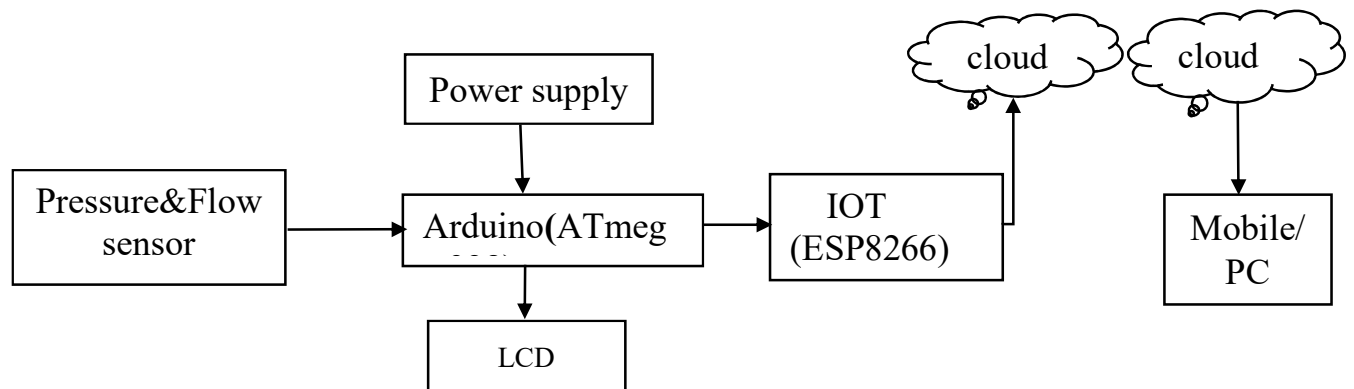 cloud
cloud
Power supply
Pressure&Flow
sensor
Arduino(ATmeg
IOT
(ESP8266)
Mobile/
PC
LCD